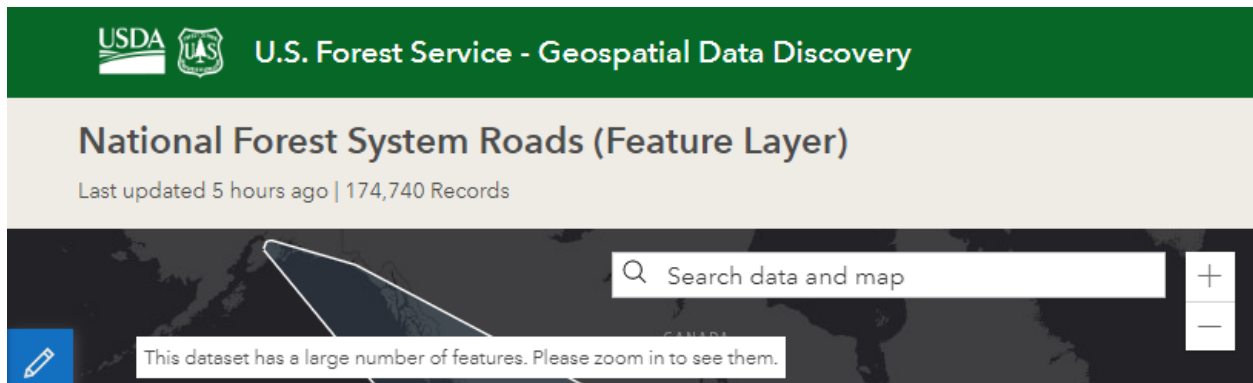 USDA
UAS
U.S. Forest Service - Geospatial Data Discovery
National Forest System Roads (Feature Layer)
Last updated 5 hours ago | 174,740 Records
Search data and map
CANADA
This dataset has a large number of features. Please zoom in to see them.